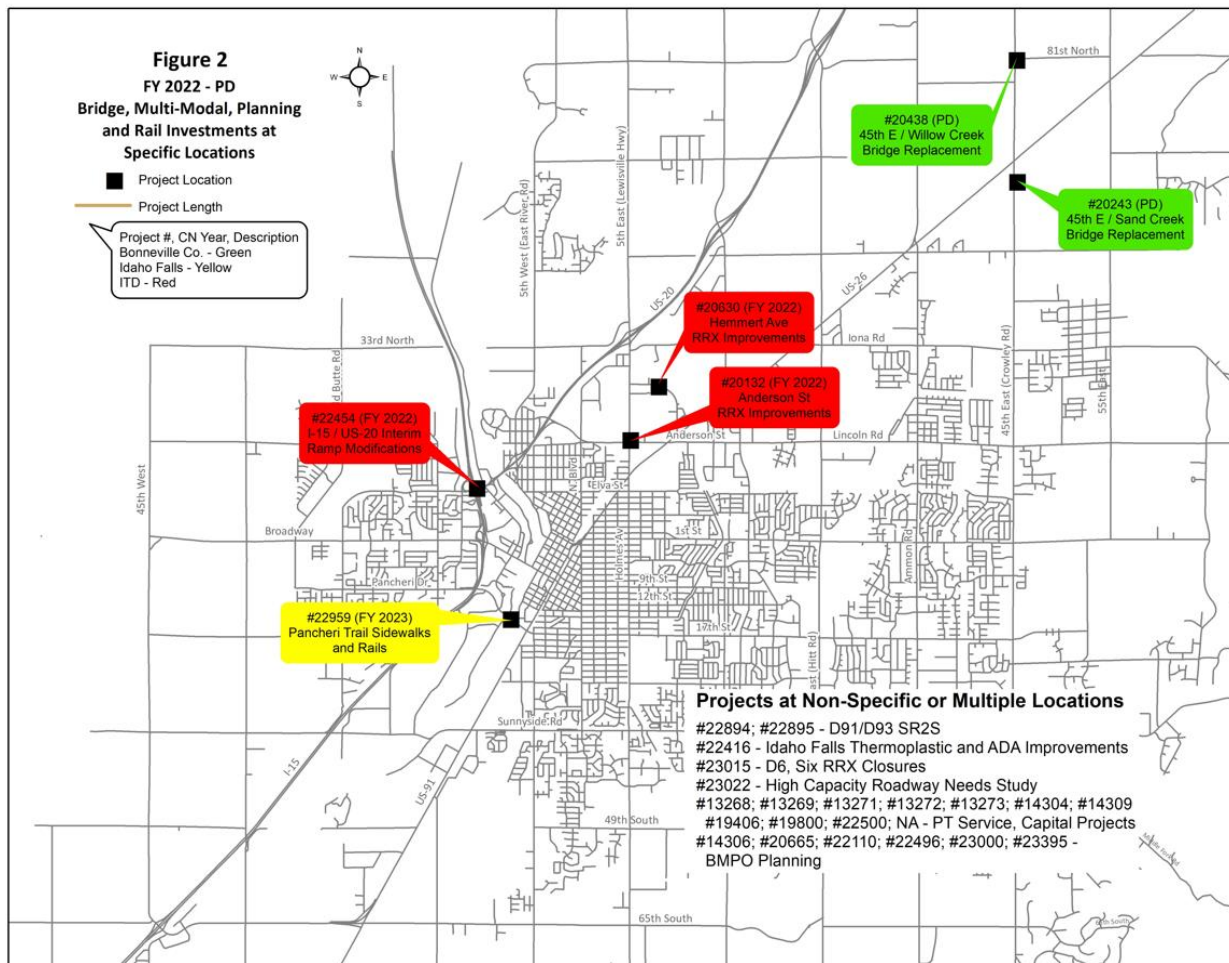 Figure 2
FY 2022 - PD
Bridge, Multi-Modal, Planning
and Rail Investments at
Specific Locations
Project Location
Project Length
Project #, CN Year, Description
Bonneville Co. - Green
Idaho Falls - Yellow
ITD - Red
N
W
E
S
81st North
#20438 (PD)
45th E / Willow Creek
Bridge Replacement
#20243 (PD)
45th E / Sand Creek
Bridge Replacement
5th West (East River Rd)
5th East (Lewisville Hwy)
US-20
US-26
#20630 (FY 2022)
Hemmert Ave
RRX Improvements
33rd North
Iona Rd
45th East (Crowley Rd)
55th East
Butte Rd
#20132 (FY 2022)
Anderson St
RRX Improvements
#22454 (FY 2022)
I-15 / US-20 Interim
Ramp Modifications
Anderson St
Lincoln Rd
45th West
N Blvd
Elva St
Broadway
1st St
Holmes Av
Ammon Rd
Pancheri Dr
9th St
12th St
17th St
#22959 (FY 2023)
Pancheri Trail Sidewalks
and Rails
(Hitt Rd)
Sunnyside Rd
I-15
US-91
Projects at Non-Specific or Multiple Locations
#22894; #22895 - D91/D93 SR2S
#22416 - Idaho Falls Thermoplastic and ADA Improvements
#23015 - D6, Six RRX Closures
#23022 - High Capacity Roadway Needs Study
#13268; #13269; #13271; #13272; #13273; #14304; #14309
#19406; #19800; #22500; NA - PT Service, Capital Projects
#14306; #20665; #22110; #22496; #23000; #23395 -
BMPO Planning
49th South
65th South
South